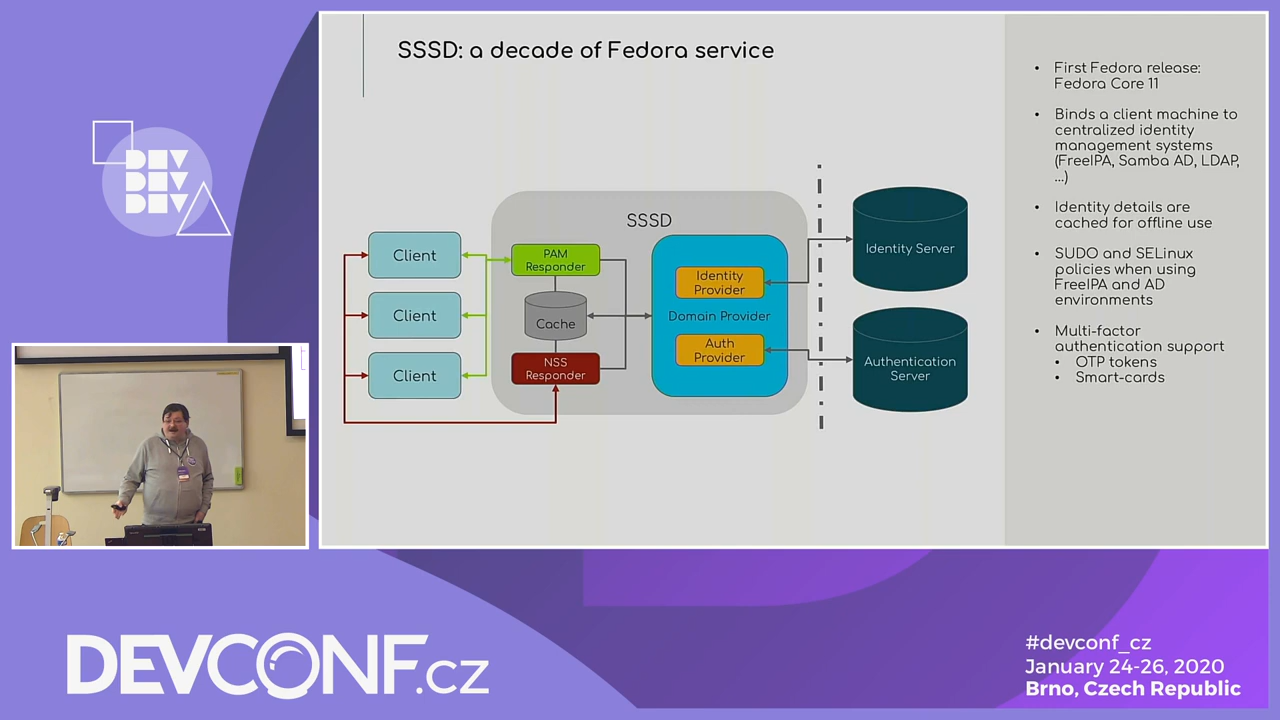 SSSD: a decade of Fedora service
SSSD
Client
Client
Client
PAM
Responder
Cache
NSS
Responder
Identity
Provider
Domain Provider
Auth
Provider
Identity Server
Authentication
Server
• First Fedora release:
Fedora Core 11
• Binds a client machine to
centralized identity
management systems
(FreeIPA, Samba AD, LDAP,
...)
• Identity details are
cached for offline use
• SUDO and SELinux
policies when using
FreeIPA and AD
environments
• Multi-factor
authentication support
• OTP tokens
• Smart-cards
DEV
DEV
DEV
DEVCONF.cz
#devconf_cz
January 24-26, 2020
Brno, Czech Republic